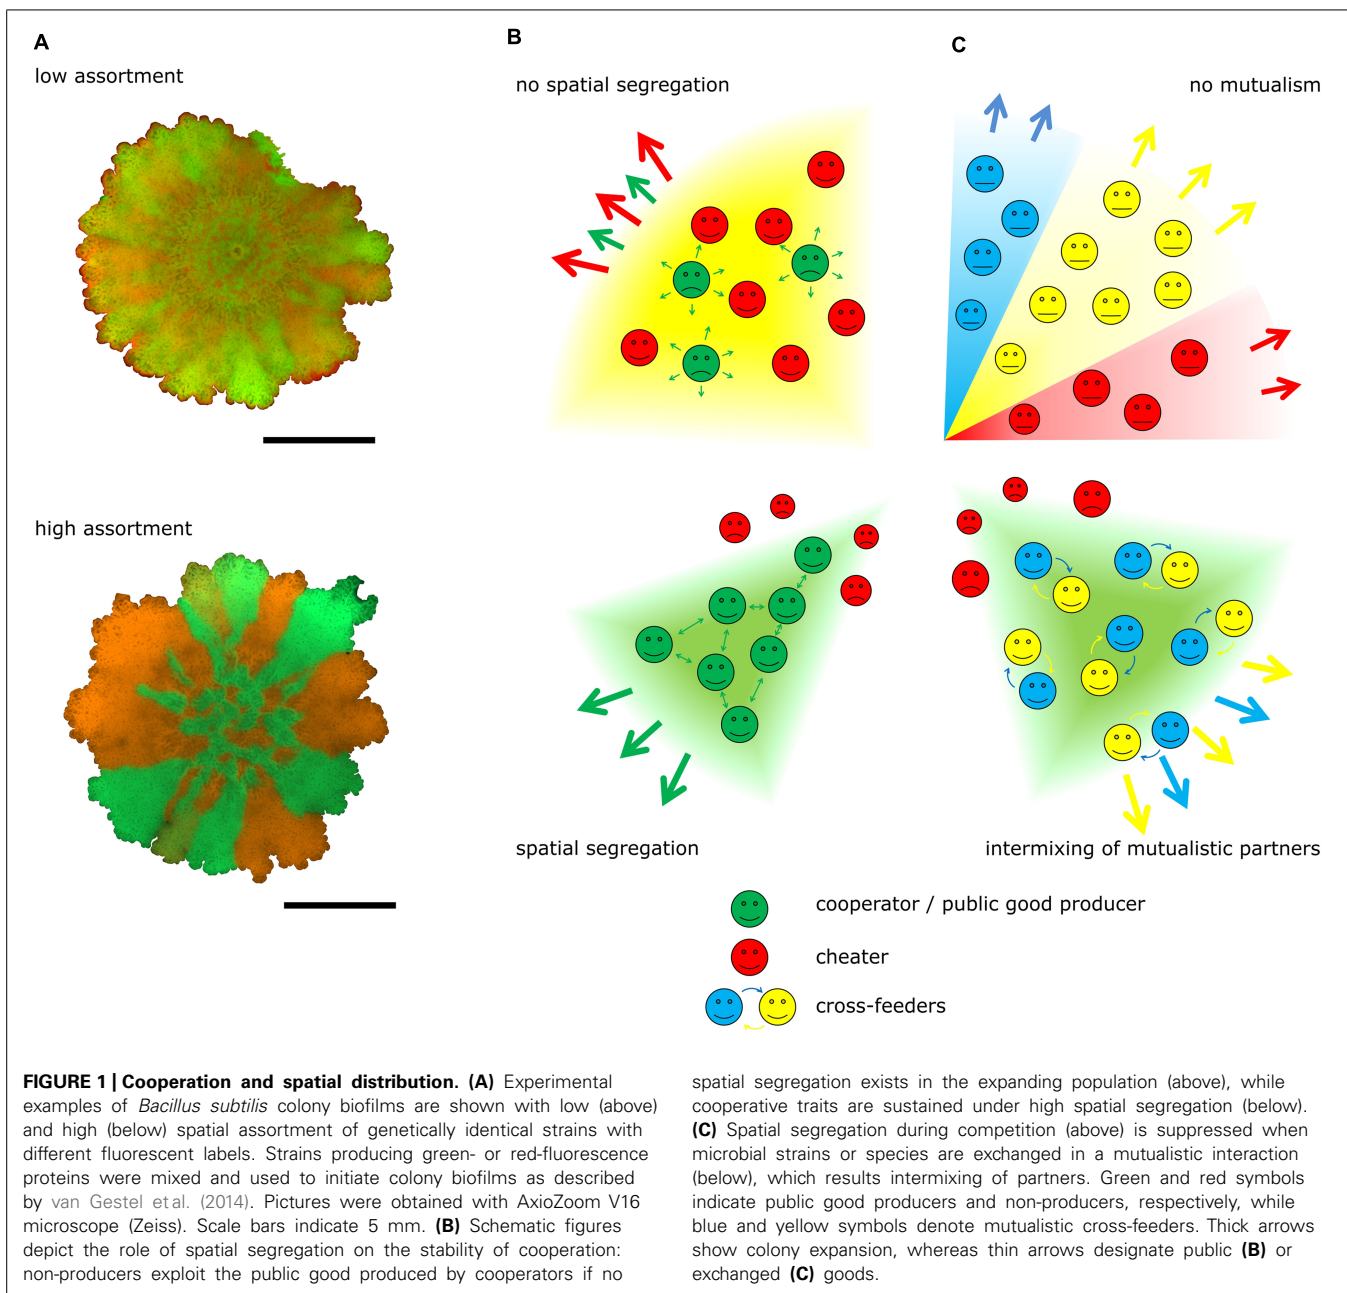 A
low assortment
high assortment
B
no spatial segregation
spatial segregation
C
no mutualism
intermixing of mutualistic partners
cooperator / public good producer
cheater
cross-feeders
FIGURE 1 | Cooperation and spatial distribution. (A) Experimental
examples of Bacillus subtilis colony biofilms are shown with low (above)
and high (below) spatial assortment of genetically identical strains with
different fluorescent labels. Strains producing green- or red-fluorescence
proteins were mixed and used to initiate colony biofilms as described
by van Gestel et al. (2014). Pictures were obtained with AxioZoom V16
microscope (Zeiss). Scale bars indicate 5 mm. (B) Schematic figures
depict the role of spatial segregation on the stability of cooperation:
non-producers exploit the public good produced by cooperators if no
spatial segregation exists in the expanding population (above), while
cooperative traits are sustained under high spatial segregation (below).
(C) Spatial segregation during competition (above) is suppressed when
microbial strains or species are exchanged in a mutualistic interaction
(below), which results intermixing of partners. Green and red symbols
indicate public good producers and non-producers, respectively, while
blue and yellow symbols denote mutualistic cross-feeders. Thick arrows
show colony expansion, whereas thin arrows designate public (B) or
exchanged (C) goods.